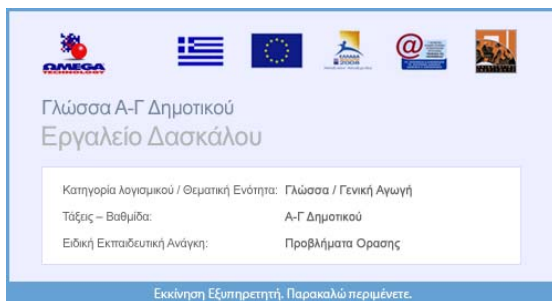 OMEGA
TECHNOLOGY
Γλώσσα Α-Γ Δημοτικού
Εργαλείο Δασκάλου
Κατηγορία λογισμικού / Θεματική Ενότητα: Γλώσσα / Γενική Αγωγή
Τάξεις – Βαθμίδα: Α-Γ Δημοτικού
Ειδική Εκπαιδευτική Ανάγκη: Προβλήματα Ορασης
Εκκίνηση Εξυπηρετητή. Παρακαλώ περιμένετε.